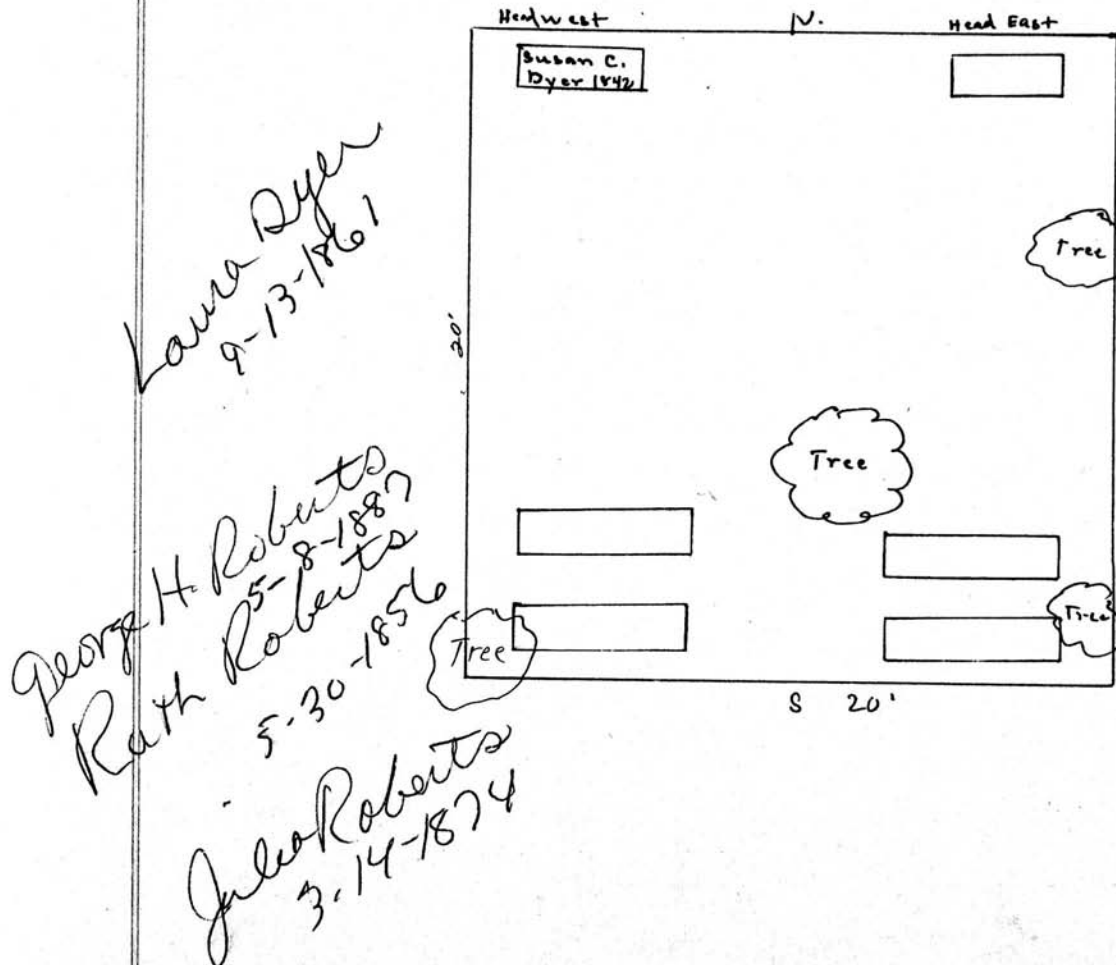 Head west N. Head East
Susan C.
Dyer 1842
Tree
20'
Tree
Tree
Tree
S 20'
Laura Dyer
9-13-1861
George H. Roberts
5-8-1887
Ruth Roberts
5-30-1856
Julia Roberts
3-14-1874